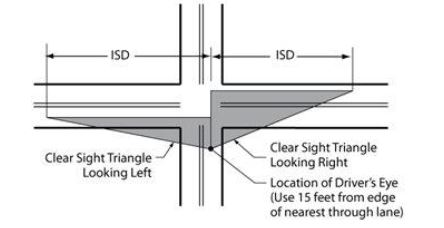 ISD
ISD
Clear Sight Triangle
Looking Left
Clear Sight Triangle
Looking Right
Location of Driver's Eye
(Use 15 feet from edge
of nearest through lane)